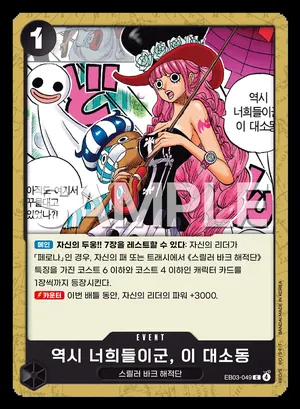 1
역시
너희들이군,
이 대소동
아직도 여기서
꾸물대고
있었나?!
SAMPLE
메인 자신의 두웅!! 7장을 레스트할 수 있다: 자신의 리더가
「페로나」인 경우, 자신의 패 또는 트래시에서 《스릴러 바크 해적단》
특징을 가진 코스트 6 이하와 코스트 4 이하인 캐릭터 카드를
1장씩까지 등장시킨다.
카운터 이번 배틀 동안, 자신의 리더의 파워 +3000.
EVENT
역시 너희들이군, 이 대소동
스릴러 바크 해적단
EB03-049